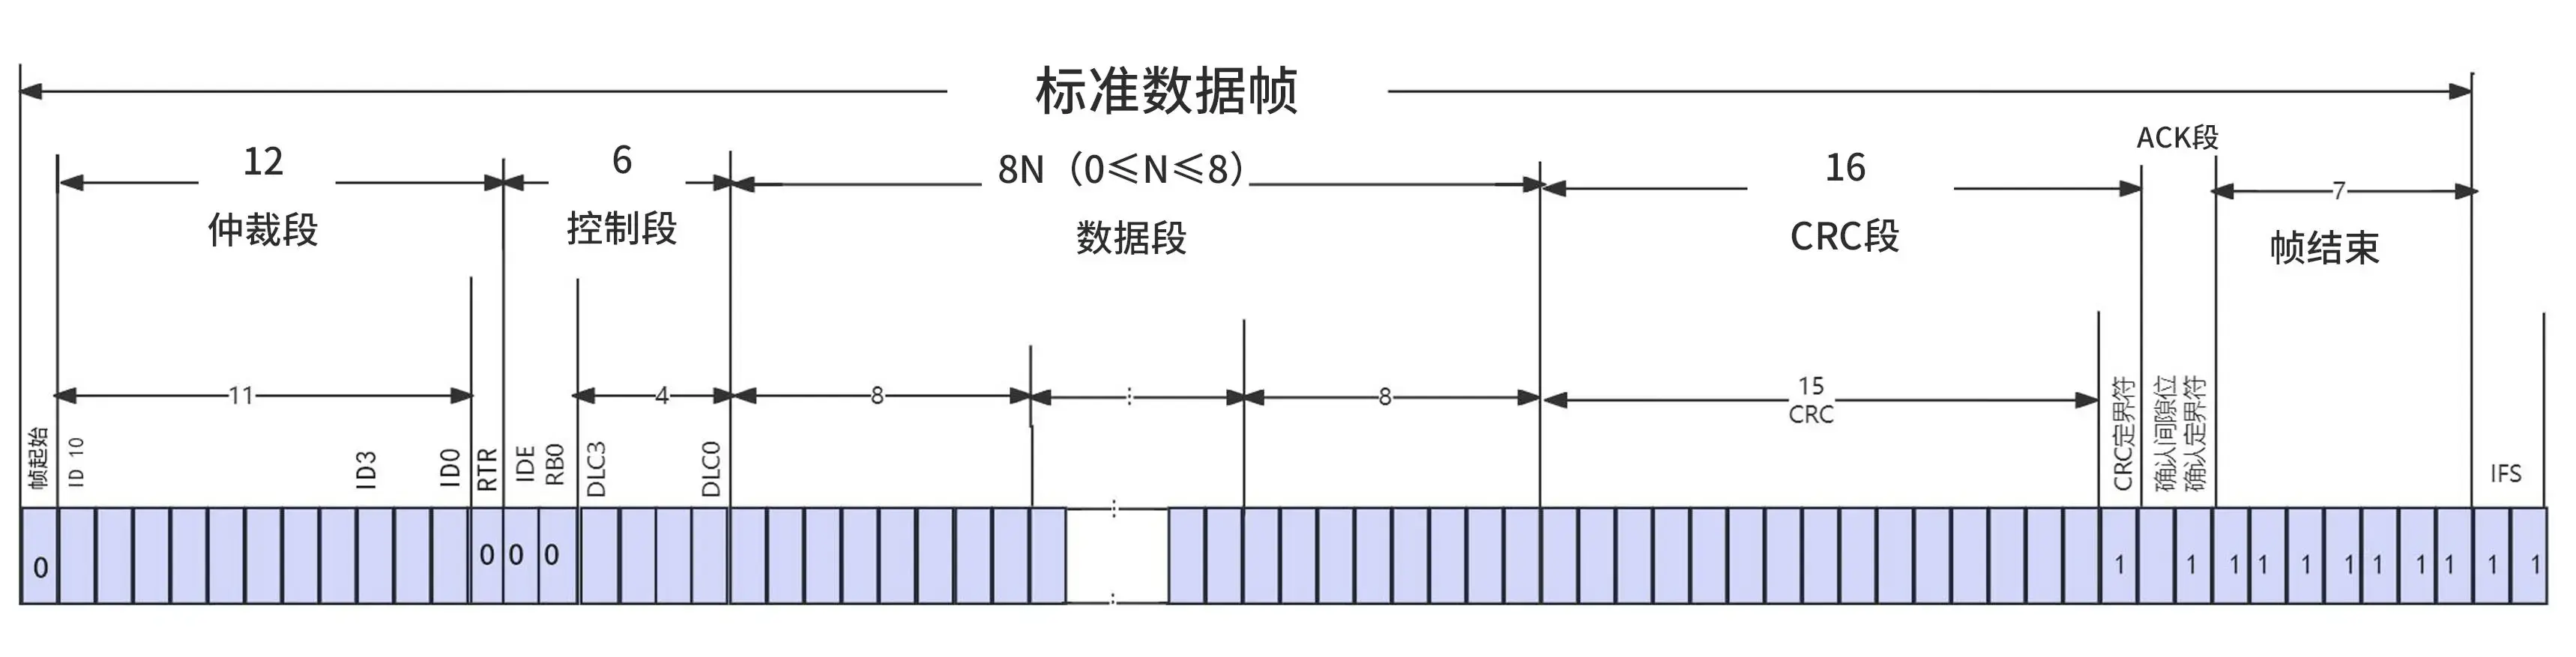 标准数据帧
12
仲裁段
6
控制段
8N（0≤N≤8）
数据段
16
CRC段
ACK段
7
帧结束
11
4
8
8
15
CRC
帧起始
ID 10
ID3
ID0
RTR
IDE
RB0
DLC3
DLC0
CRC定界符
确认间隙位
确认定界符
IFS
0 0 0 0 1 1 1 1 1 1 1 1 1 1 1